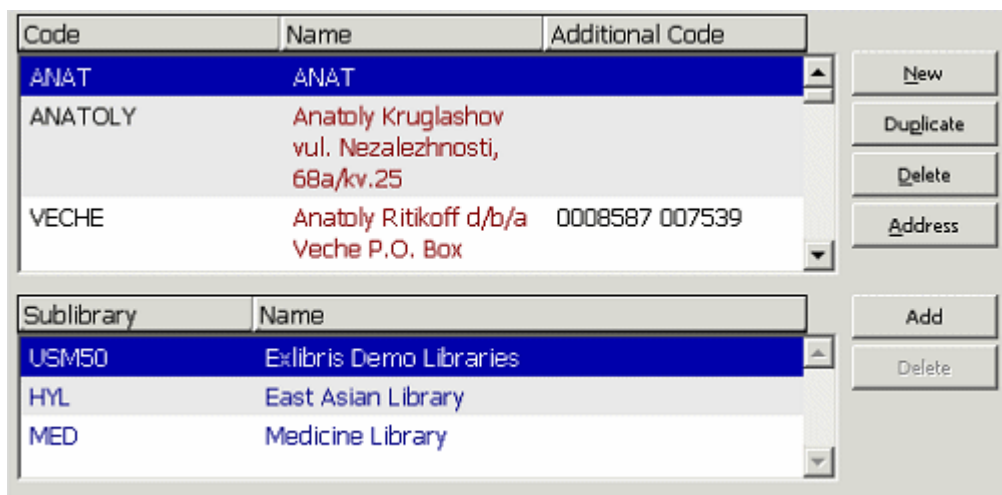 Code Name Additional Code
ANAT ANAT
ANATOLY Anatoly Kruglashov
vul. Nezalezhnosti,
68a/kv.25
VECHE Anatoly Ritikoff d/b/a 0008587 007539
Veche P.O. Box
New
Duplicate
Delete
Address
Sublibrary Name
USM50 Exlibris Demo Libraries
HYL East Asian Library
MED Medicine Library
Add
Delete